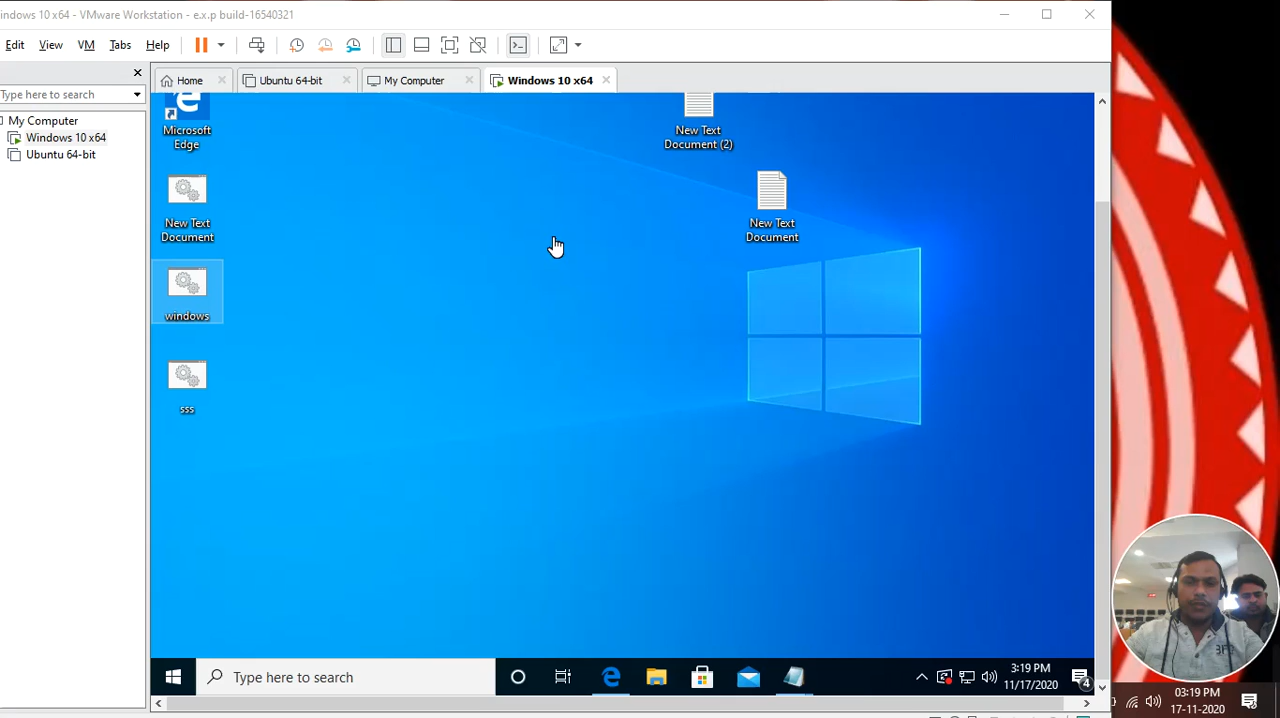 indows 10 x64 - VMware Workstation - e.x.p build-16540321
Edit View VM Tabs Help
Type here to search
Home
Ubuntu 64-bit
My Computer
Windows 10 x64
My Computer
Windows 10 x64
Ubuntu 64-bit
Microsoft
Edge
New Text
Document (2)
New Text
Document
New Text
Document
windows
sss
Type here to search
3:19 PM
11/17/2020
4
03:19 PM
17-11-2020